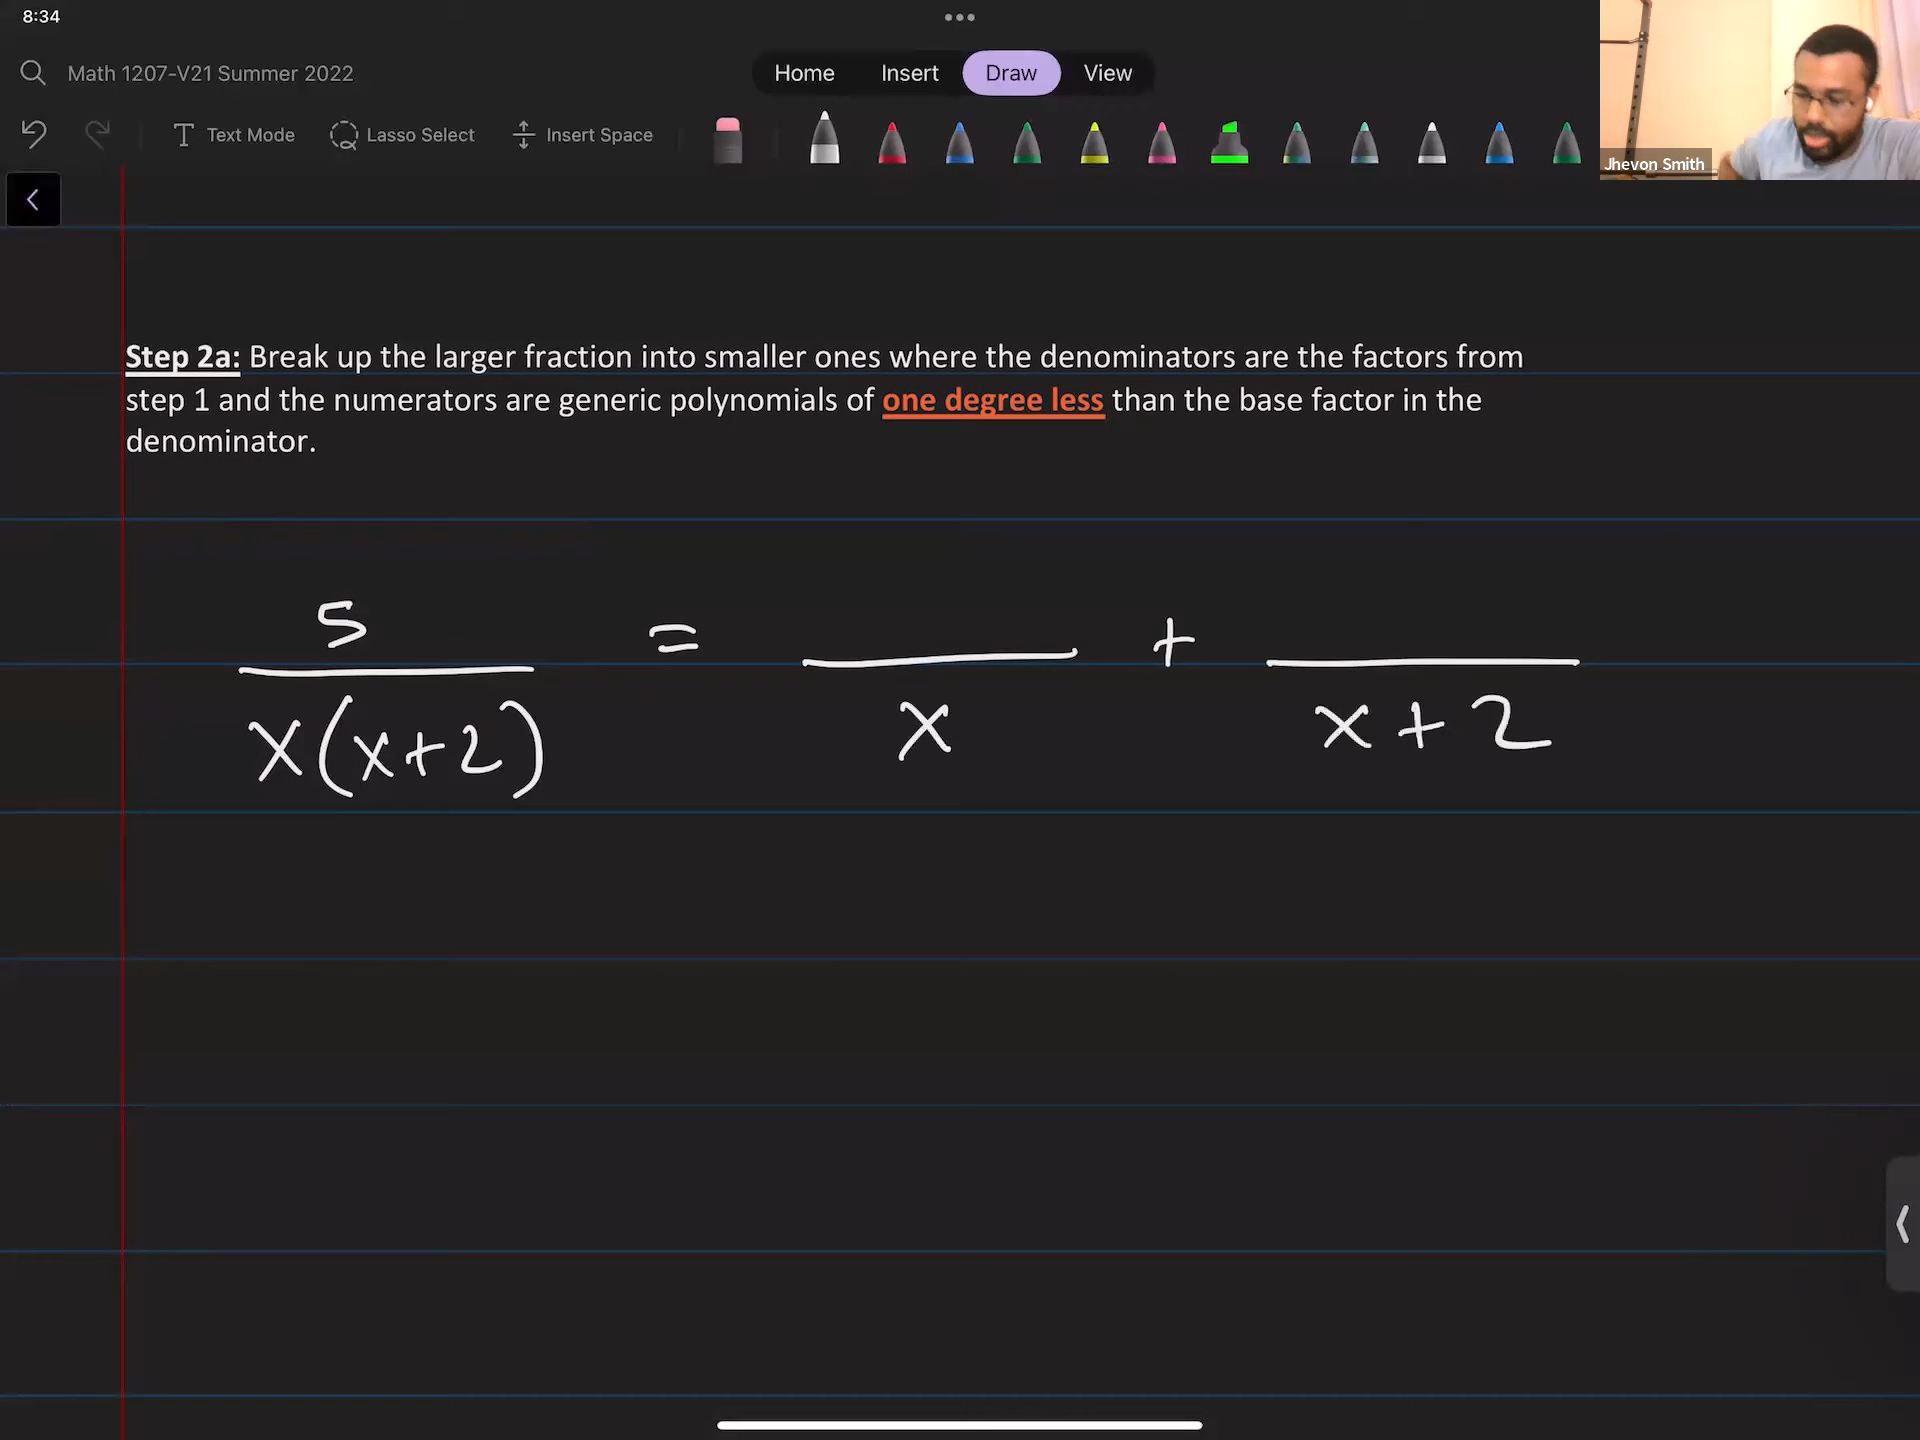 8:34
Math 1207-V21 Summer 2022
Home Insert Draw View
Text Mode Lasso Select Insert Space
Jhevon Smith
Step 2a: Break up the larger fraction into smaller ones where the denominators are the factors from
step 1 and the numerators are generic polynomials of one degree less than the base factor in the
denominator.
5
= +
x(x+2) x x+2